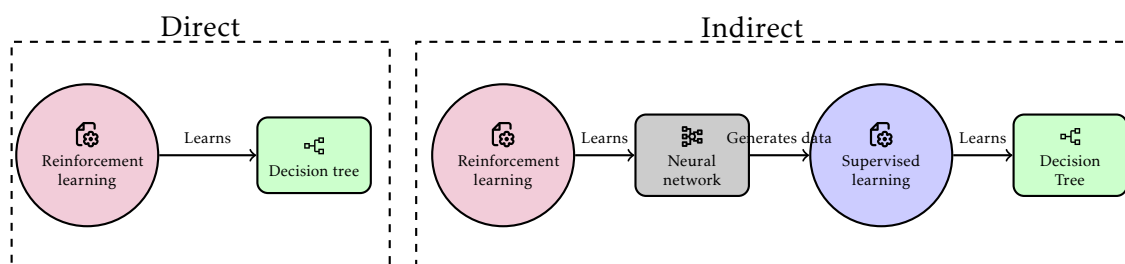 Direct
Reinforcement
learning
Learns
Decision tree
Indirect
Reinforcement
learning
Learns
Neural
network
Generates data
Supervised
learning
Learns
Decision
Tree